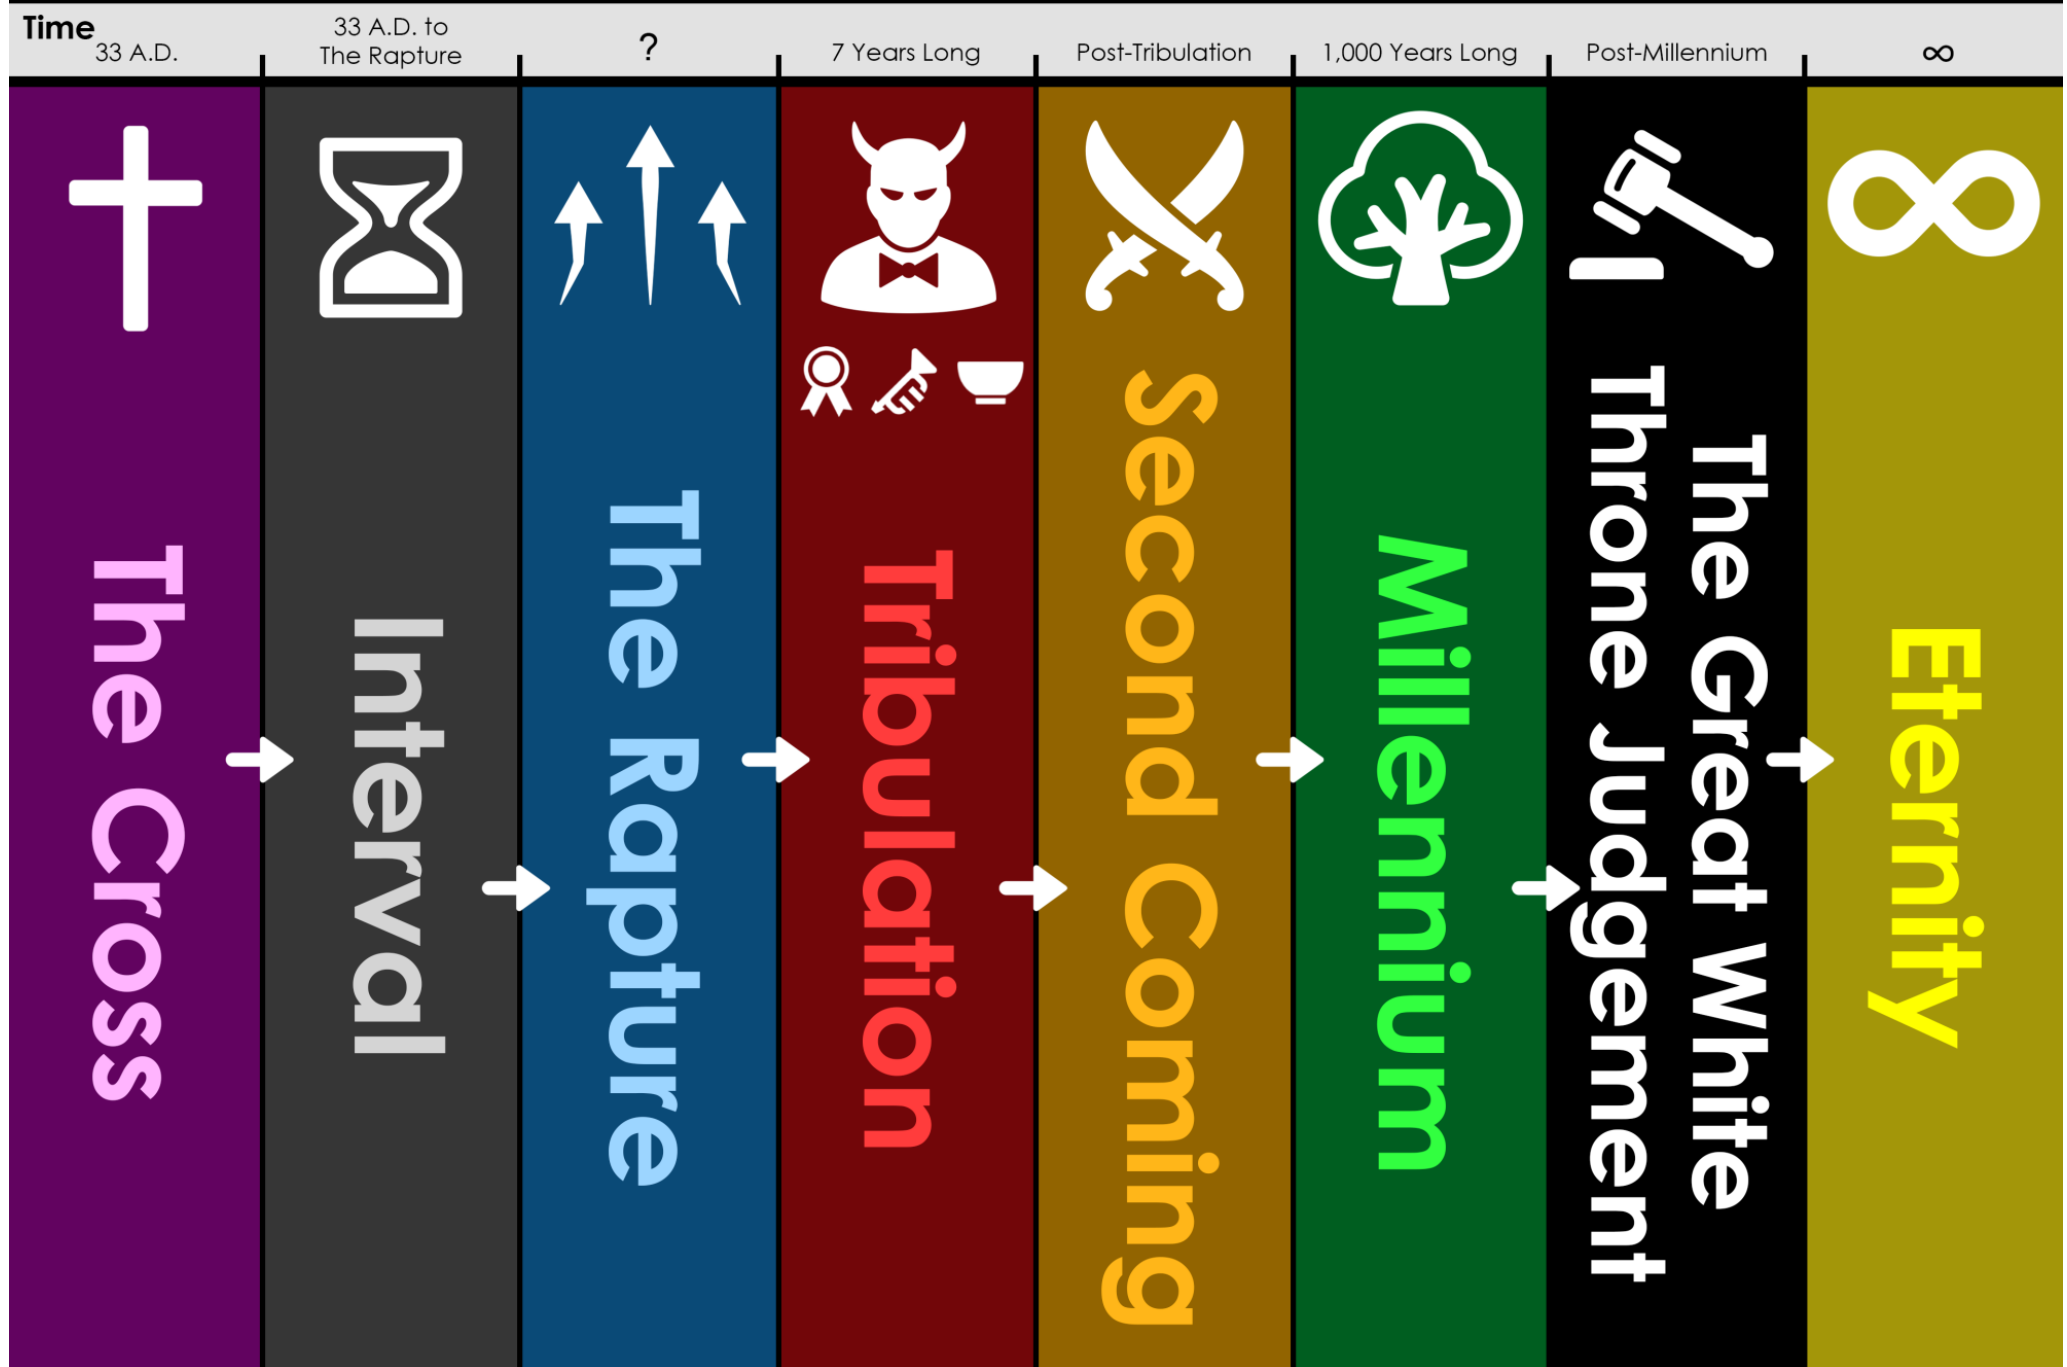 Time
33 A.D.
33 A.D. to
The Rapture
?
7 Years Long
Post-Tribulation
1,000 Years Long
Post-Millennium
∞
The Cross
Interval
The Rapture
Tribulation
Second Coming
Millennium
The Great White
Throne Judgement
Eternity